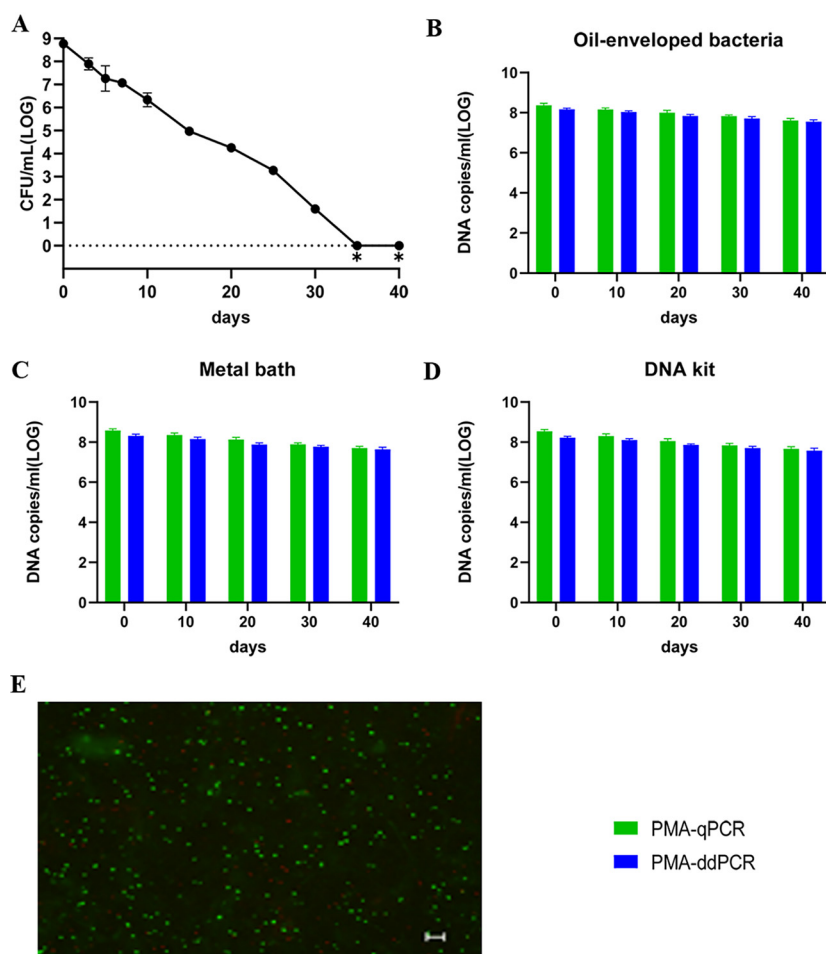 A
9
8
7
6
5
4
3
2
1
0
CFU/mL(LOG)
* *
0 10 20 30 40
days
B
Oil-enveloped bacteria
10
8
6
4
2
0
DNA copies/ml(LOG)
0 10 20 30 40
days
C
Metal bath
10
8
6
4
2
0
DNA copies/ml(LOG)
0 10 20 30 40
days
D
DNA kit
10
8
6
4
2
0
DNA copies/ml(LOG)
0 10 20 30 40
days
E
PMA-qPCR
PMA-ddPCR